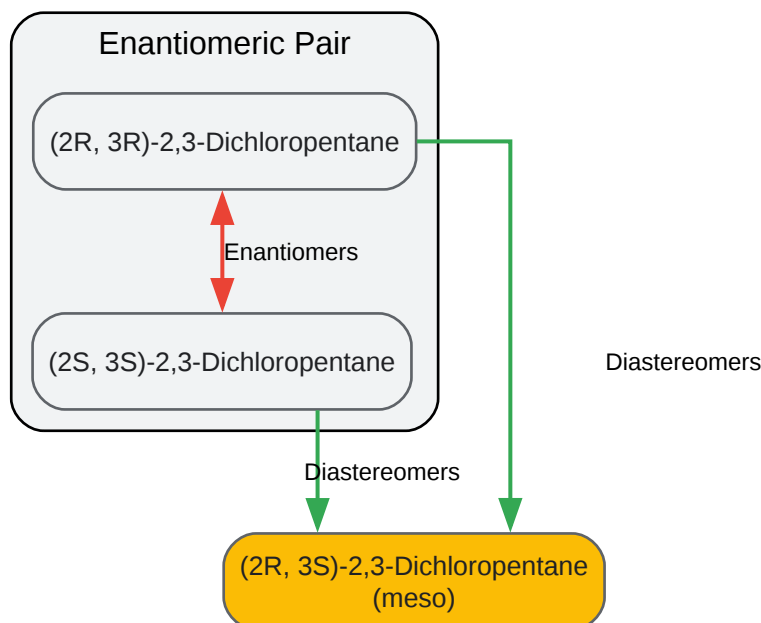 Enantiomeric Pair
(2R, 3R)-2,3-Dichloropentane
Enantiomers
(2S, 3S)-2,3-Dichloropentane
Diastereomers
Diastereomers
(2R, 3S)-2,3-Dichloropentane
(meso)